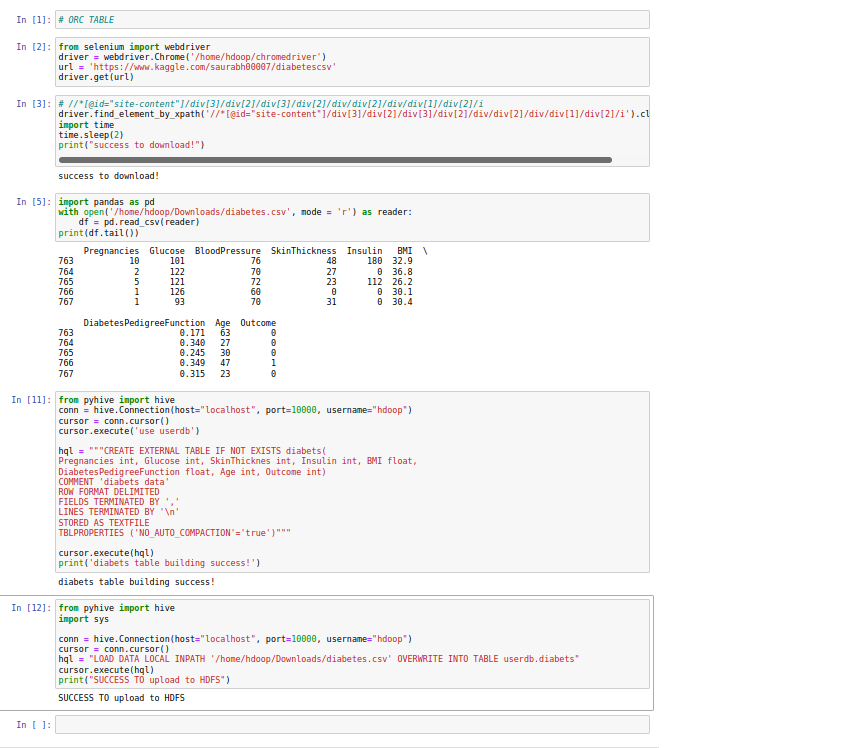 In [1]: # ORC TABLE
In [2]: from selenium import webdriver
driver = webdriver.Chrome('/home/hdoop/chromedriver')
url = 'https://www.kaggle.com/saurabh00007/diabetescsv'
driver.get(url)
In [3]: # //*[@id="site-content"]/div[3]/div[2]/div[3]/div[2]/div/div[2]/div/div[1]/div[2]/i
driver.find_element_by_xpath('//*[@id="site-content"]/div[3]/div[2]/div[3]/div[2]/div/div[2]/div/div[1]/div[2]/i').cl
import time
time.sleep(2)
print("success to download!")
success to download!
In [5]: import pandas as pd
with open('/home/hdoop/Downloads/diabetes.csv', mode = 'r') as reader:
    df = pd.read_csv(reader)
print(df.tail())
     Pregnancies  Glucose  BloodPressure  SkinThickness  Insulin   BMI  \
763           10      101             76             48      180  32.9
764            2      122             70             27        0  36.8
765            5      121             72             23      112  26.2
766            1      126             60              0        0  30.1
767            1       93             70             31        0  30.4
     DiabetesPedigreeFunction  Age  Outcome
763                     0.171   63        0
764                     0.340   27        0
765                     0.245   30        0
766                     0.349   47        1
767                     0.315   23        0
In [11]: from pyhive import hive
conn = hive.Connection(host="localhost", port=10000, username="hdoop")
cursor = conn.cursor()
cursor.execute('use userdb')
hql = """CREATE EXTERNAL TABLE IF NOT EXISTS diabets(
Pregnancies int, Glucose int, SkinThicknes int, Insulin int, BMI float,
DiabetesPedigreeFunction float, Age int, Outcome int)
COMMENT 'diabets data'
ROW FORMAT DELIMITED
FIELDS TERMINATED BY ','
LINES TERMINATED BY '\n'
STORED AS TEXTFILE
TBLPROPERTIES ('NO_AUTO_COMPACTION'='true')"""
cursor.execute(hql)
print('diabets table building success!')
diabets table building success!
In [12]: from pyhive import hive
import sys
conn = hive.Connection(host="localhost", port=10000, username="hdoop")
cursor = conn.cursor()
hql = "LOAD DATA LOCAL INPATH '/home/hdoop/Downloads/diabetes.csv' OVERWRITE INTO TABLE userdb.diabets"
cursor.execute(hql)
print("SUCCESS TO upload to HDFS")
SUCCESS TO upload to HDFS
In [ ]: